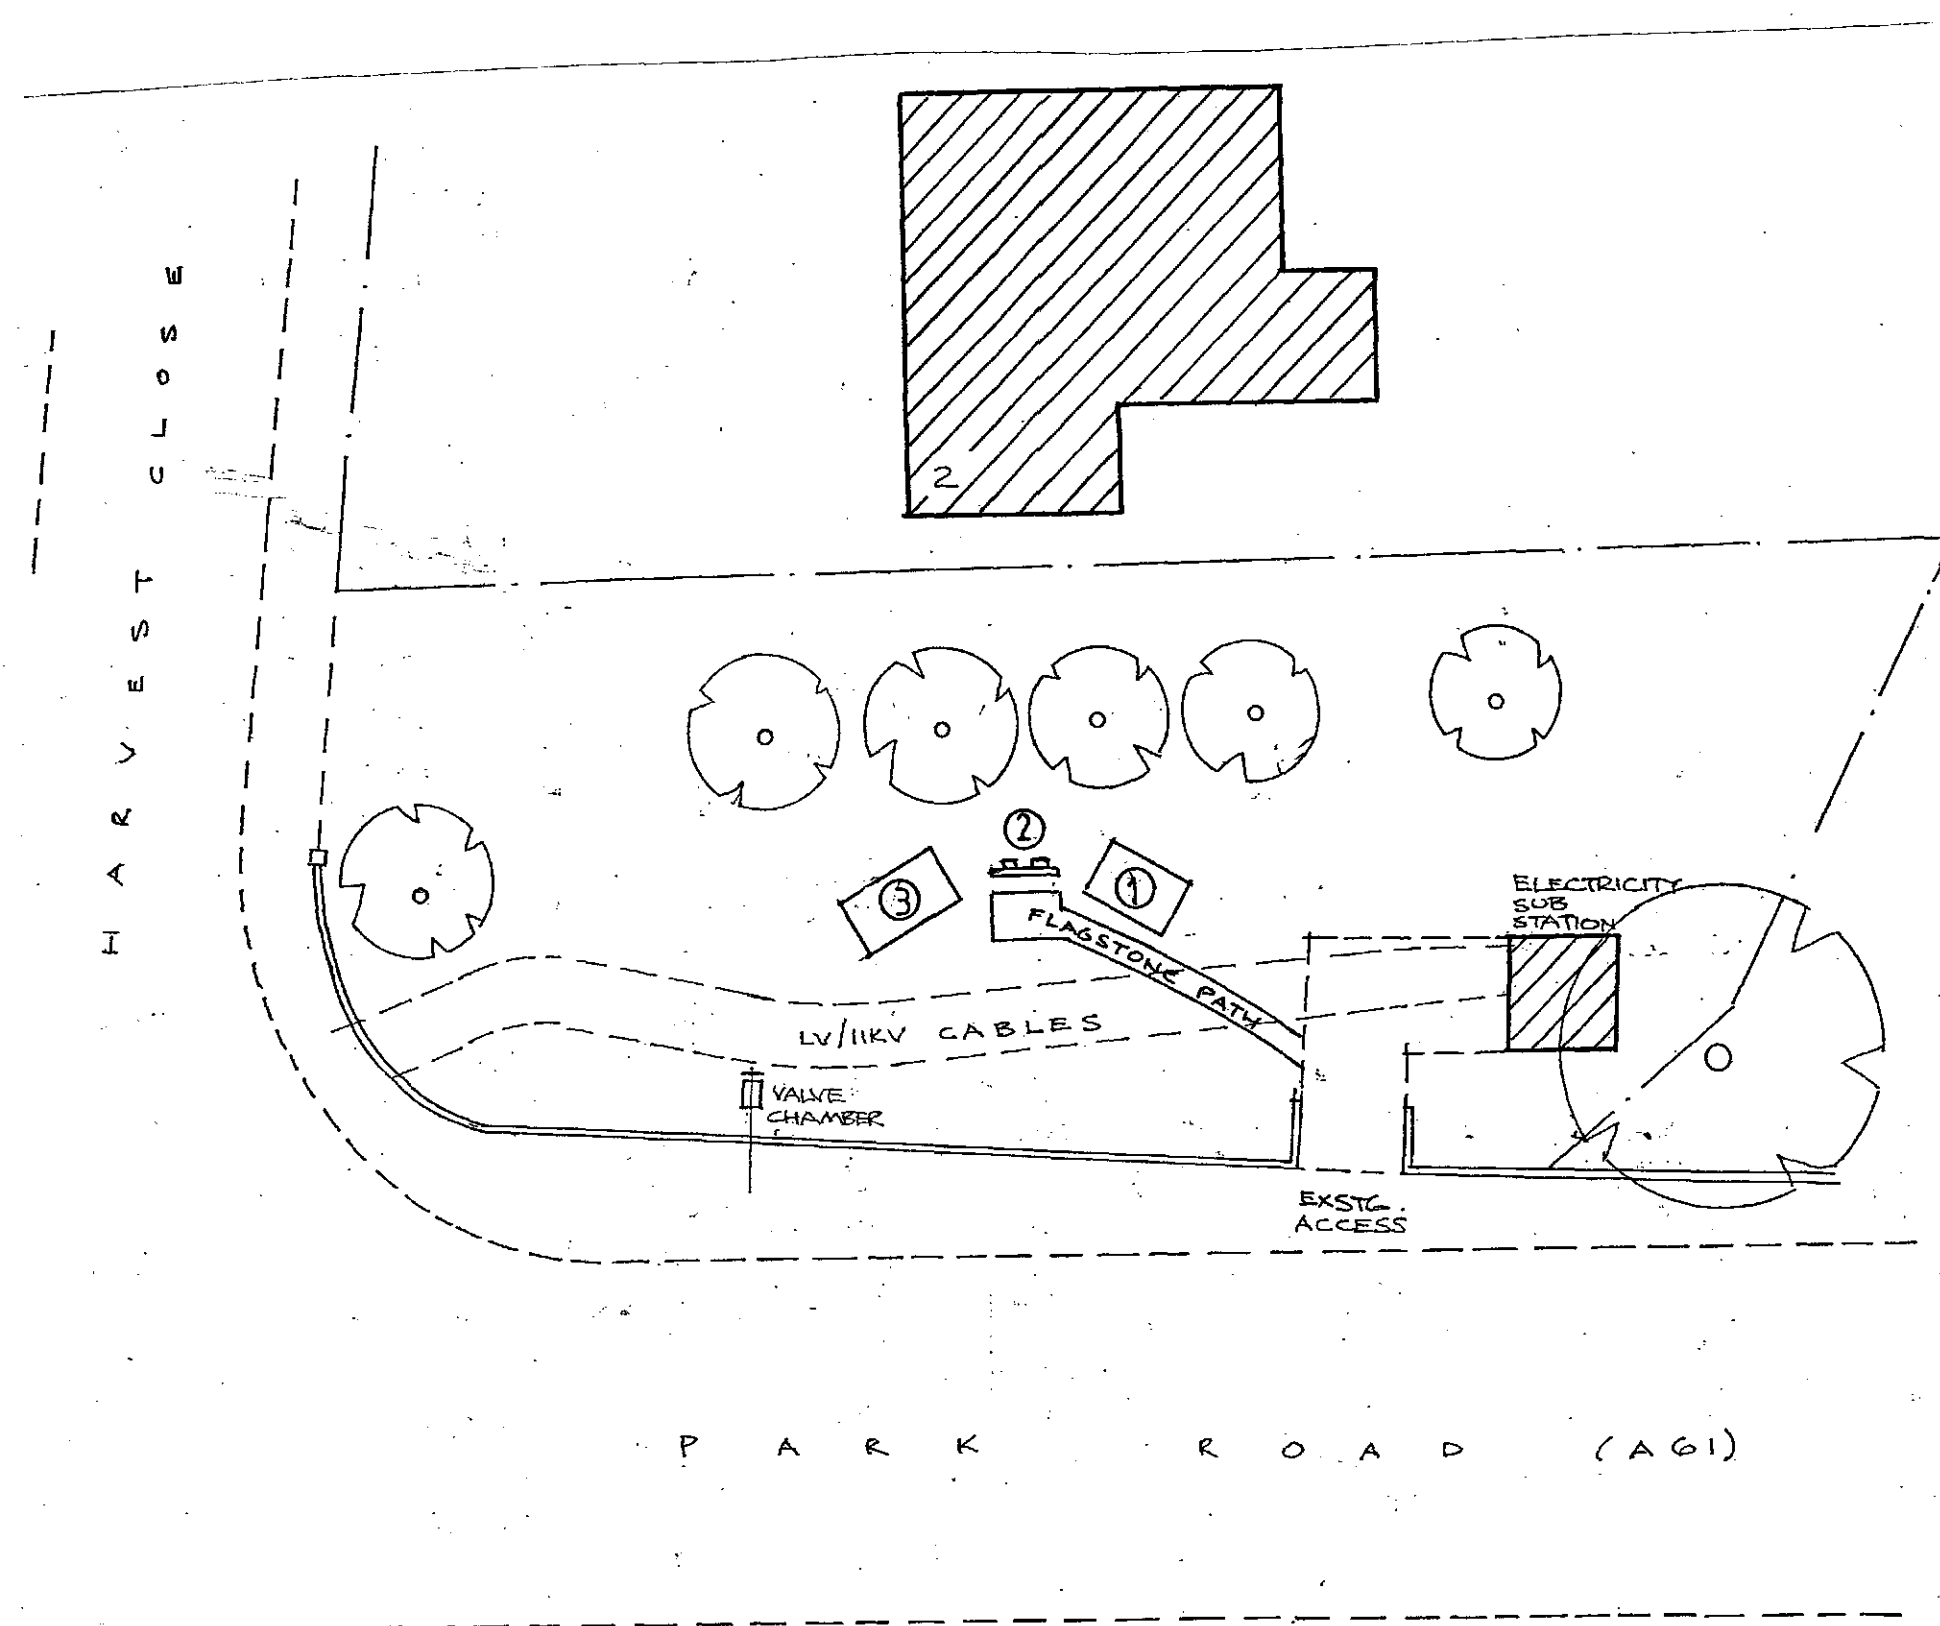 HARVEST CLOSE
2
2
1
3
ELECTRICITY
SUB
STATION
FLAGSTONE PATH
LV/11KV CABLES
VALVE
CHAMBER
EXSTG.
ACCESS
PARK ROAD (A61)